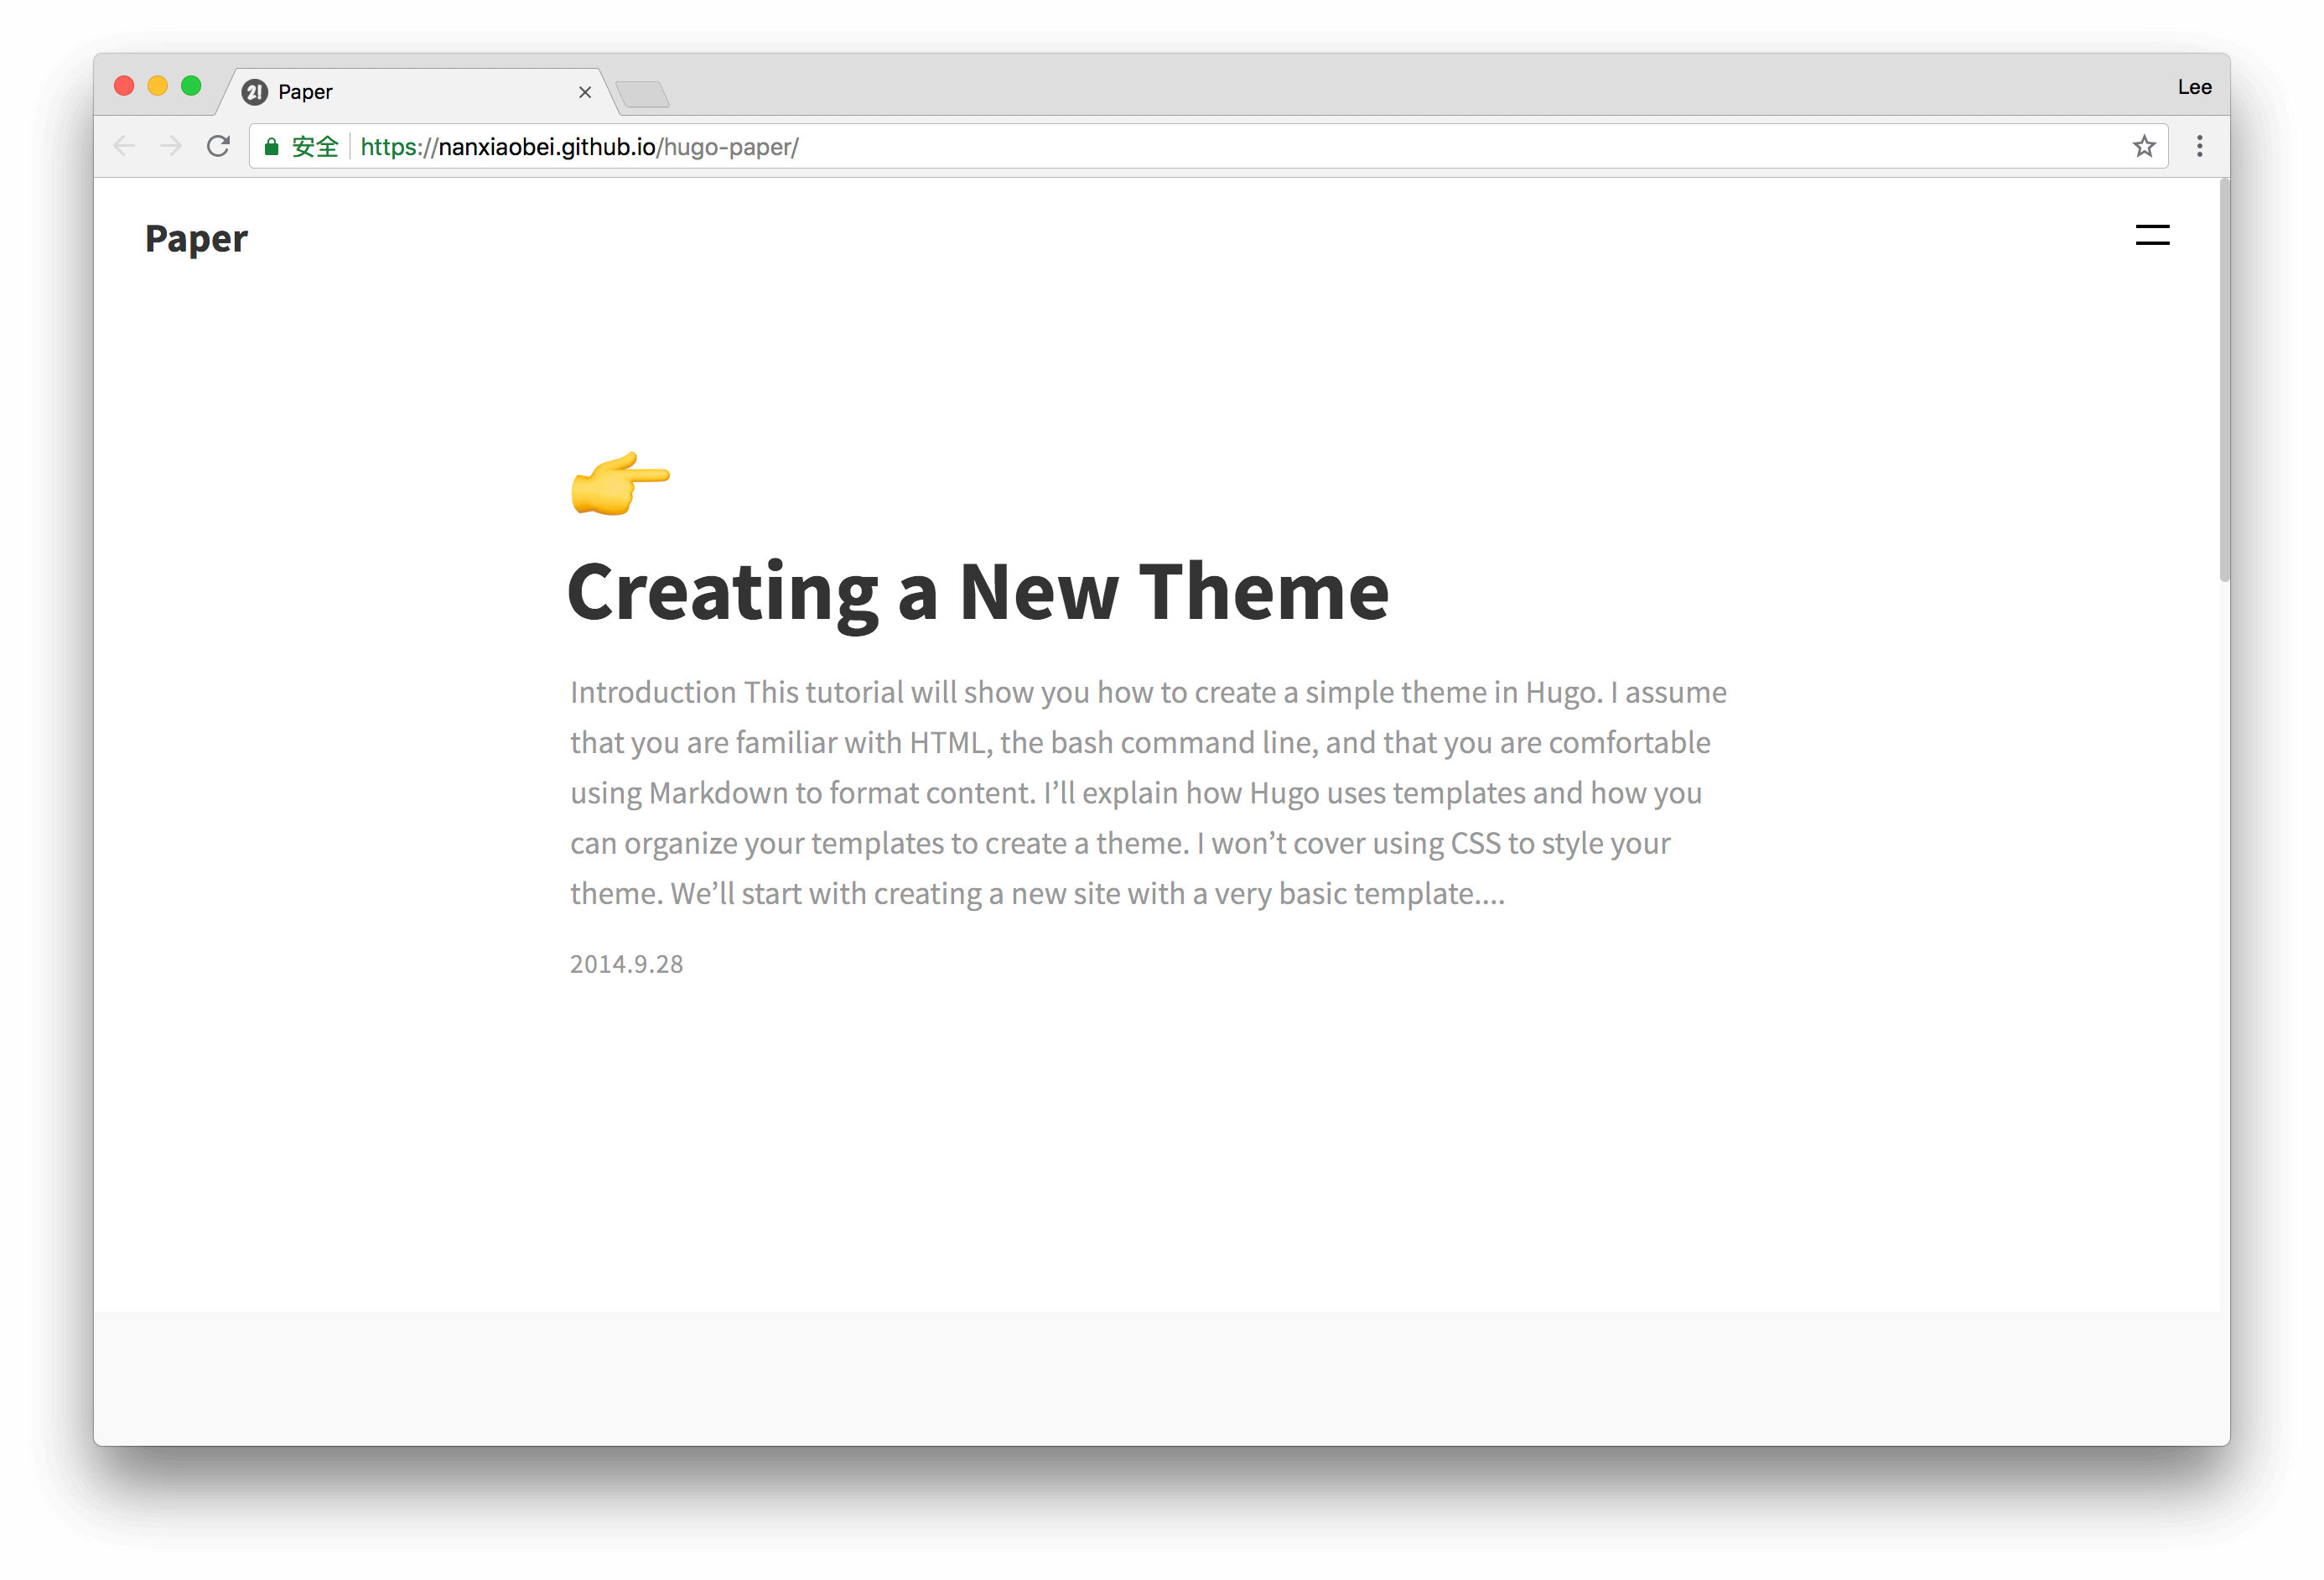 Paper
Lee
安全 https://nanxiaobei.github.io/hugo-paper/
Paper
Creating a New Theme
Introduction This tutorial will show you how to create a simple theme in Hugo. I assume
that you are familiar with HTML, the bash command line, and that you are comfortable
using Markdown to format content. I’ll explain how Hugo uses templates and how you
can organize your templates to create a theme. I won’t cover using CSS to style your
theme. We’ll start with creating a new site with a very basic template....
2014.9.28